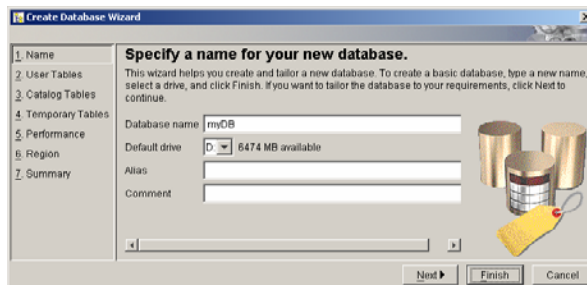 Create Database Wizard
1. Name
2. User Tables
3. Catalog Tables
4. Temporary Tables
5. Performance
6. Region
7. Summary
Specify a name for your new database.
This wizard helps you create and tailor a new database. To create a basic database, type a new name,
select a drive, and click Finish. If you want to tailor the database to your requirements, click Next to
continue.
Database name myDB
Default drive D: 6474 MB available
Alias
Comment
Next Finish Cancel